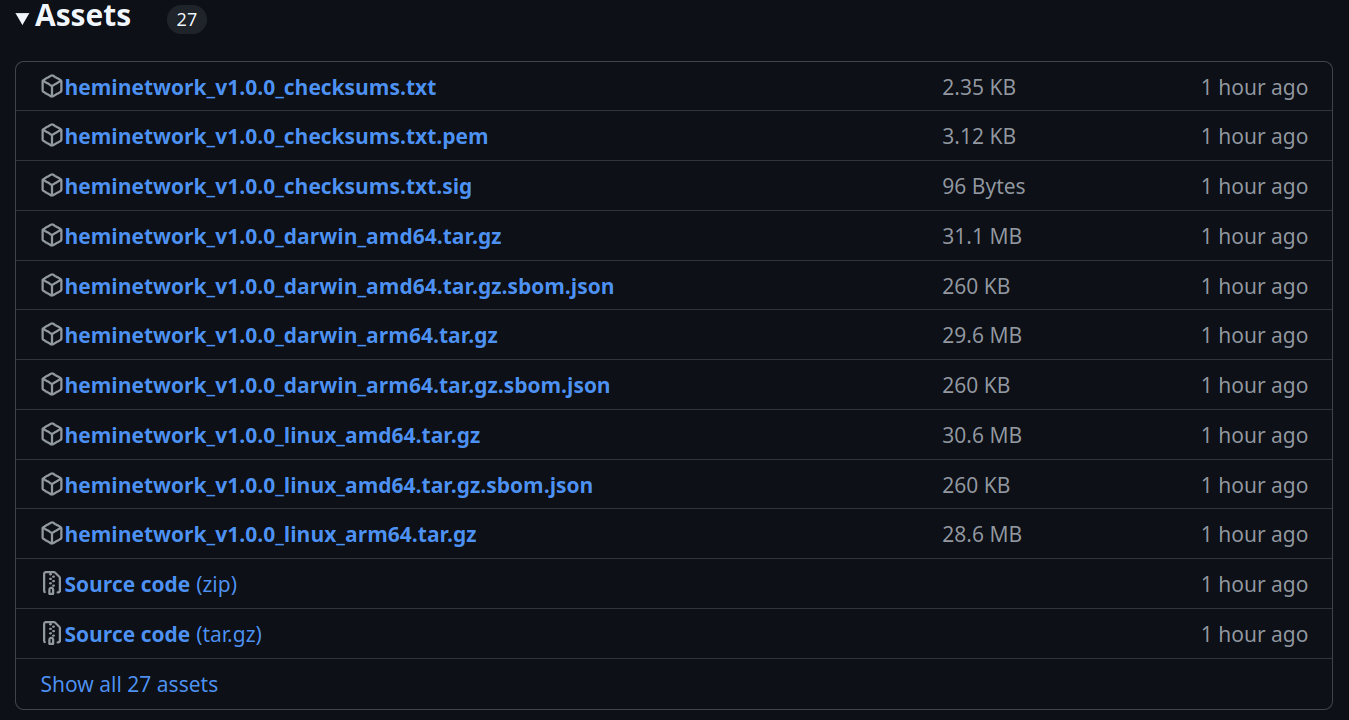 Assets 27
heminetwork_v1.0.0_checksums.txt 2.35 KB 1 hour ago
heminetwork_v1.0.0_checksums.txt.pem 3.12 KB 1 hour ago
heminetwork_v1.0.0_checksums.txt.sig 96 Bytes 1 hour ago
heminetwork_v1.0.0_darwin_amd64.tar.gz 31.1 MB 1 hour ago
heminetwork_v1.0.0_darwin_amd64.tar.gz.sbom.json 260 KB 1 hour ago
heminetwork_v1.0.0_darwin_arm64.tar.gz 29.6 MB 1 hour ago
heminetwork_v1.0.0_darwin_arm64.tar.gz.sbom.json 260 KB 1 hour ago
heminetwork_v1.0.0_linux_amd64.tar.gz 30.6 MB 1 hour ago
heminetwork_v1.0.0_linux_amd64.tar.gz.sbom.json 260 KB 1 hour ago
heminetwork_v1.0.0_linux_arm64.tar.gz 28.6 MB 1 hour ago
Source code (zip) 1 hour ago
Source code (tar.gz) 1 hour ago
Show all 27 assets